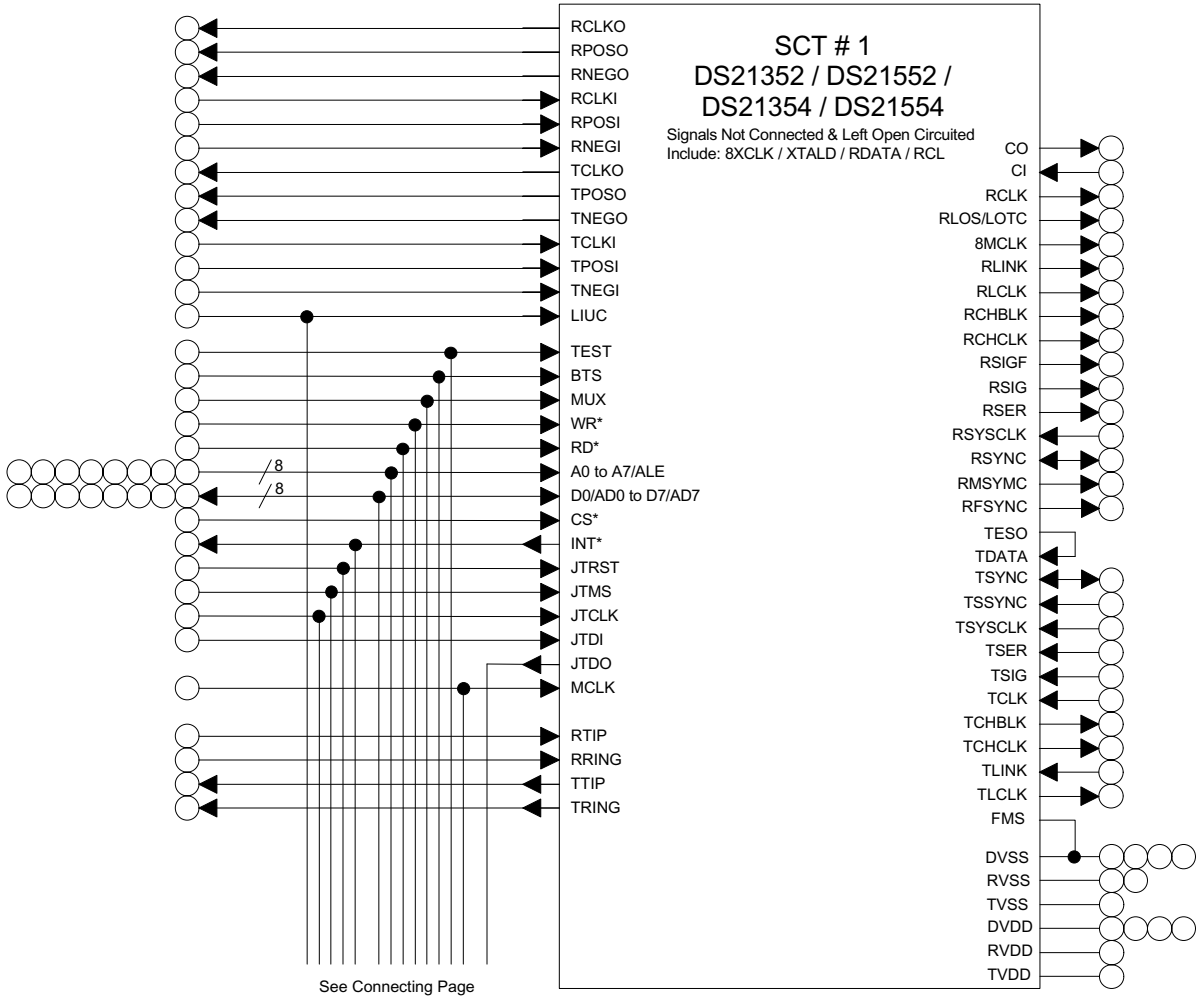 SCT # 1
DS21352 / DS21552 /
DS21354 / DS21554
Signals Not Connected & Left Open Circuited
Include: 8XCLK / XTALD / RDATA / RCL
RCLKO
RPOSO
RNEGO
RCLKI
RPOSI
RNEGI
TCLKO
TPOSO
TNEGO
TCLKI
TPOSI
TNEGI
LIUC
TEST
BTS
MUX
WR*
RD*
8
A0 to A7/ALE
8
D0/AD0 to D7/AD7
CS*
INT*
JTRST
JTMS
JTCLK
JTDI
JTDO
MCLK
RTIP
RRING
TTIP
TRING
CO
CI
RCLK
RLOS/LOTC
8MCLK
RLINK
RLCLK
RCHBLK
RCHCLK
RSIGF
RSIG
RSER
RSYSCLK
RSYNC
RMSYMC
RFSYNC
TESO
TDATA
TSYNC
TSSYNC
TSYSCLK
TSER
TSIG
TCLK
TCHBLK
TCHCLK
TLINK
TLCLK
FMS
DVSS
RVSS
TVSS
DVDD
RVDD
TVDD
See Connecting Page